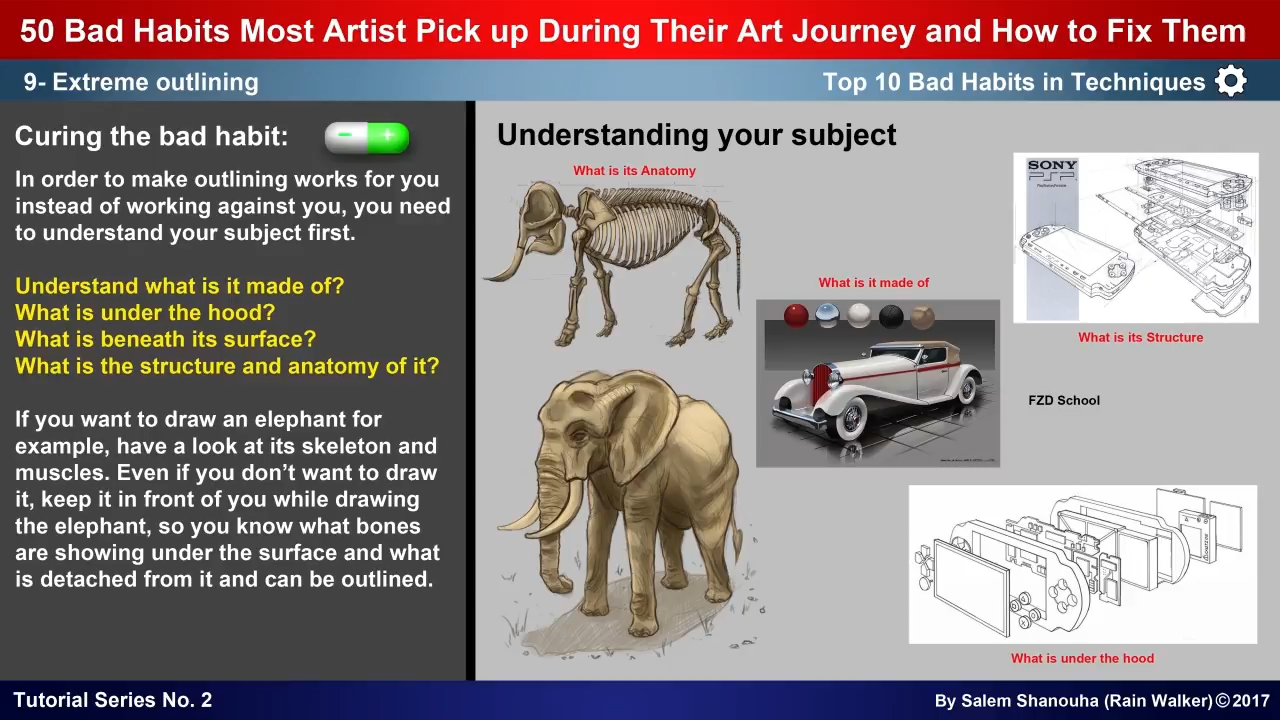 50 Bad Habits Most Artist Pick up During Their Art Journey and How to Fix Them
9- Extreme outlining
Top 10 Bad Habits in Techniques
Curing the bad habit:
In order to make outlining works for you
instead of working against you, you need
to understand your subject first.
Understand what is it made of?
What is under the hood?
What is beneath its surface?
What is the structure and anatomy of it?
If you want to draw an elephant for
example, have a look at its skeleton and
muscles. Even if you don’t want to draw
it, keep it in front of you while drawing
the elephant, so you know what bones
are showing under the surface and what
is detached from it and can be outlined.
Understanding your subject
What is its Anatomy
What is it made of
SONY
PSP
What is its Structure
FZD School
What is under the hood
Tutorial Series No. 2
By Salem Shanouha (Rain Walker)©2017